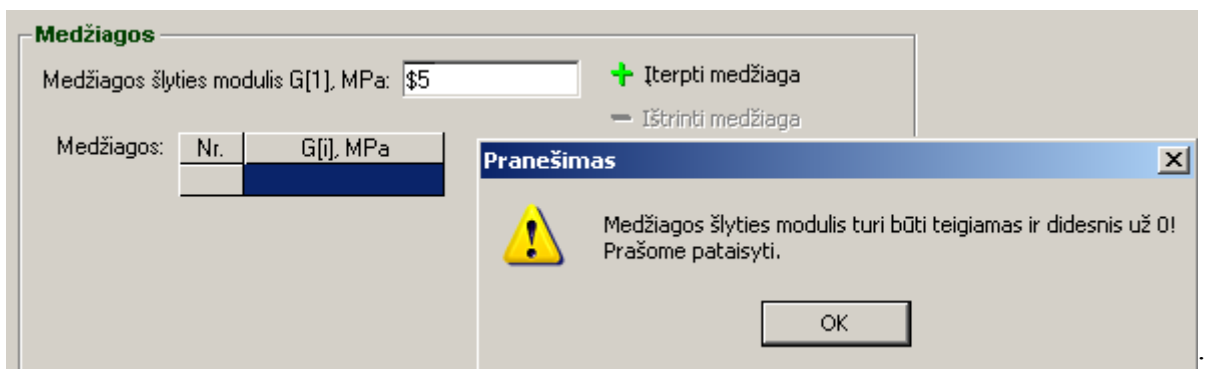 Medžiagos
Medžiagos šlyties modulis G[1], MPa: $5
Įterpti medžiaga
Ištrinti medžiaga
Medžiagos: Nr. G[i], MPa
Pranešimas
Medžiagos šlyties modulis turi būti teigiamas ir didesnis už 0!
Prašome pataisyti.
OK
.